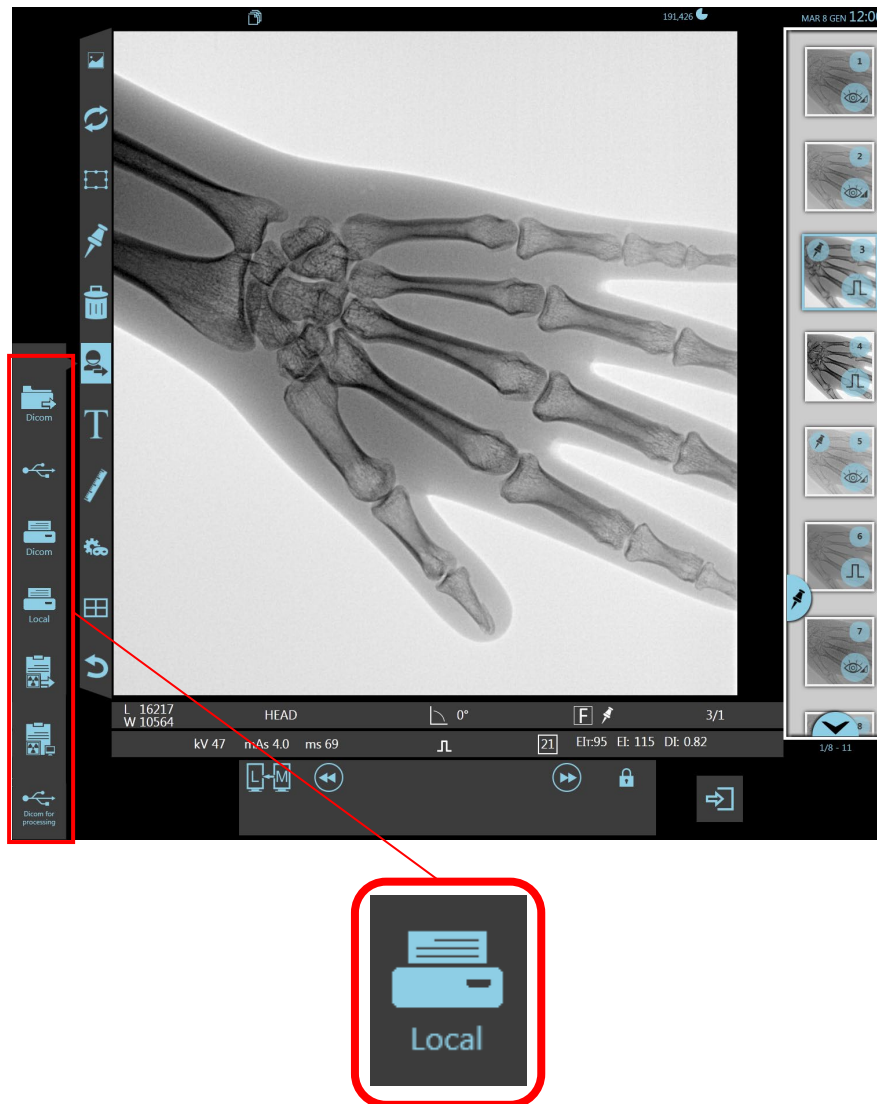 191,426
MAR 8 GEN 12:00
1
2
3
4
5
6
7
8
1/8 - 11
Dicom
Dicom
Local
Dicom for
processing
T
L 16217
W 10564
HEAD
0°
F
3/1
kV 47
mAs 4.0
ms 69
21
EIT:95
EI: 115
DI: 0.82
L
M
Local